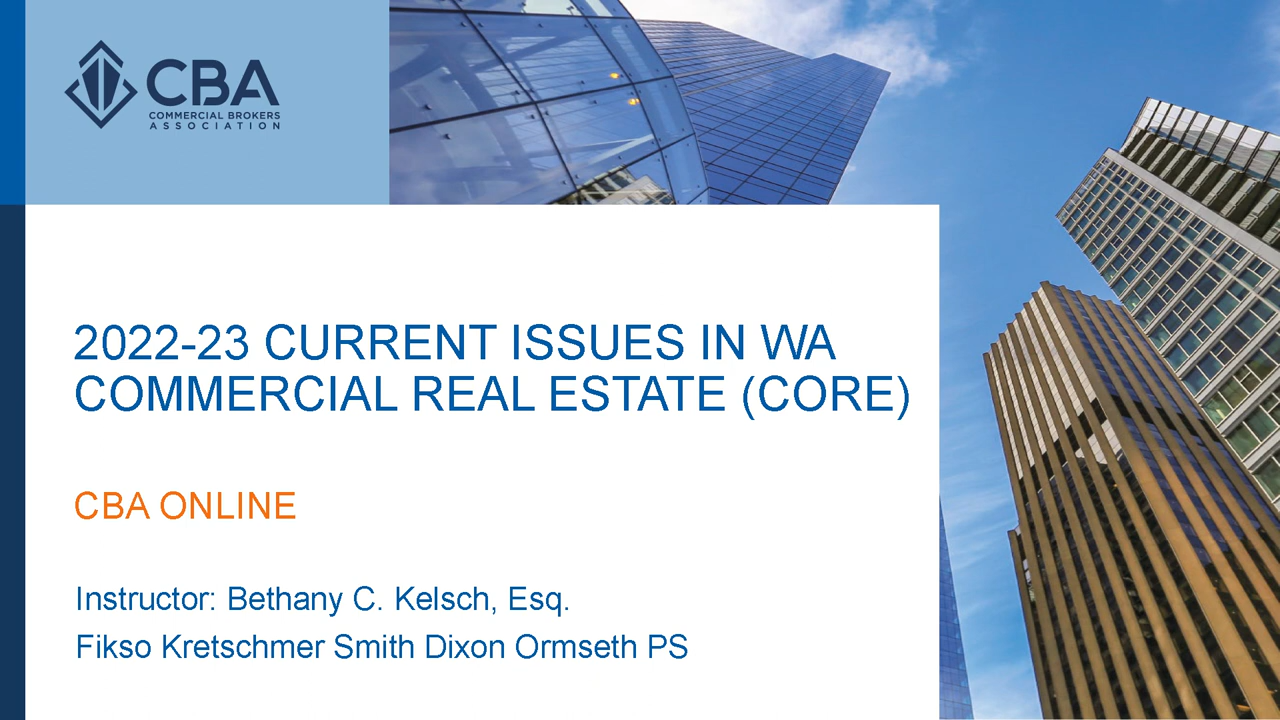 CBA
COMMERCIAL BROKERS
ASSOCIATION
2022-23 CURRENT ISSUES IN WA
COMMERCIAL REAL ESTATE (CORE)
CBA ONLINE
Instructor: Bethany C. Kelsch, Esq.
Fikso Kretschmer Smith Dixon Ormseth PS